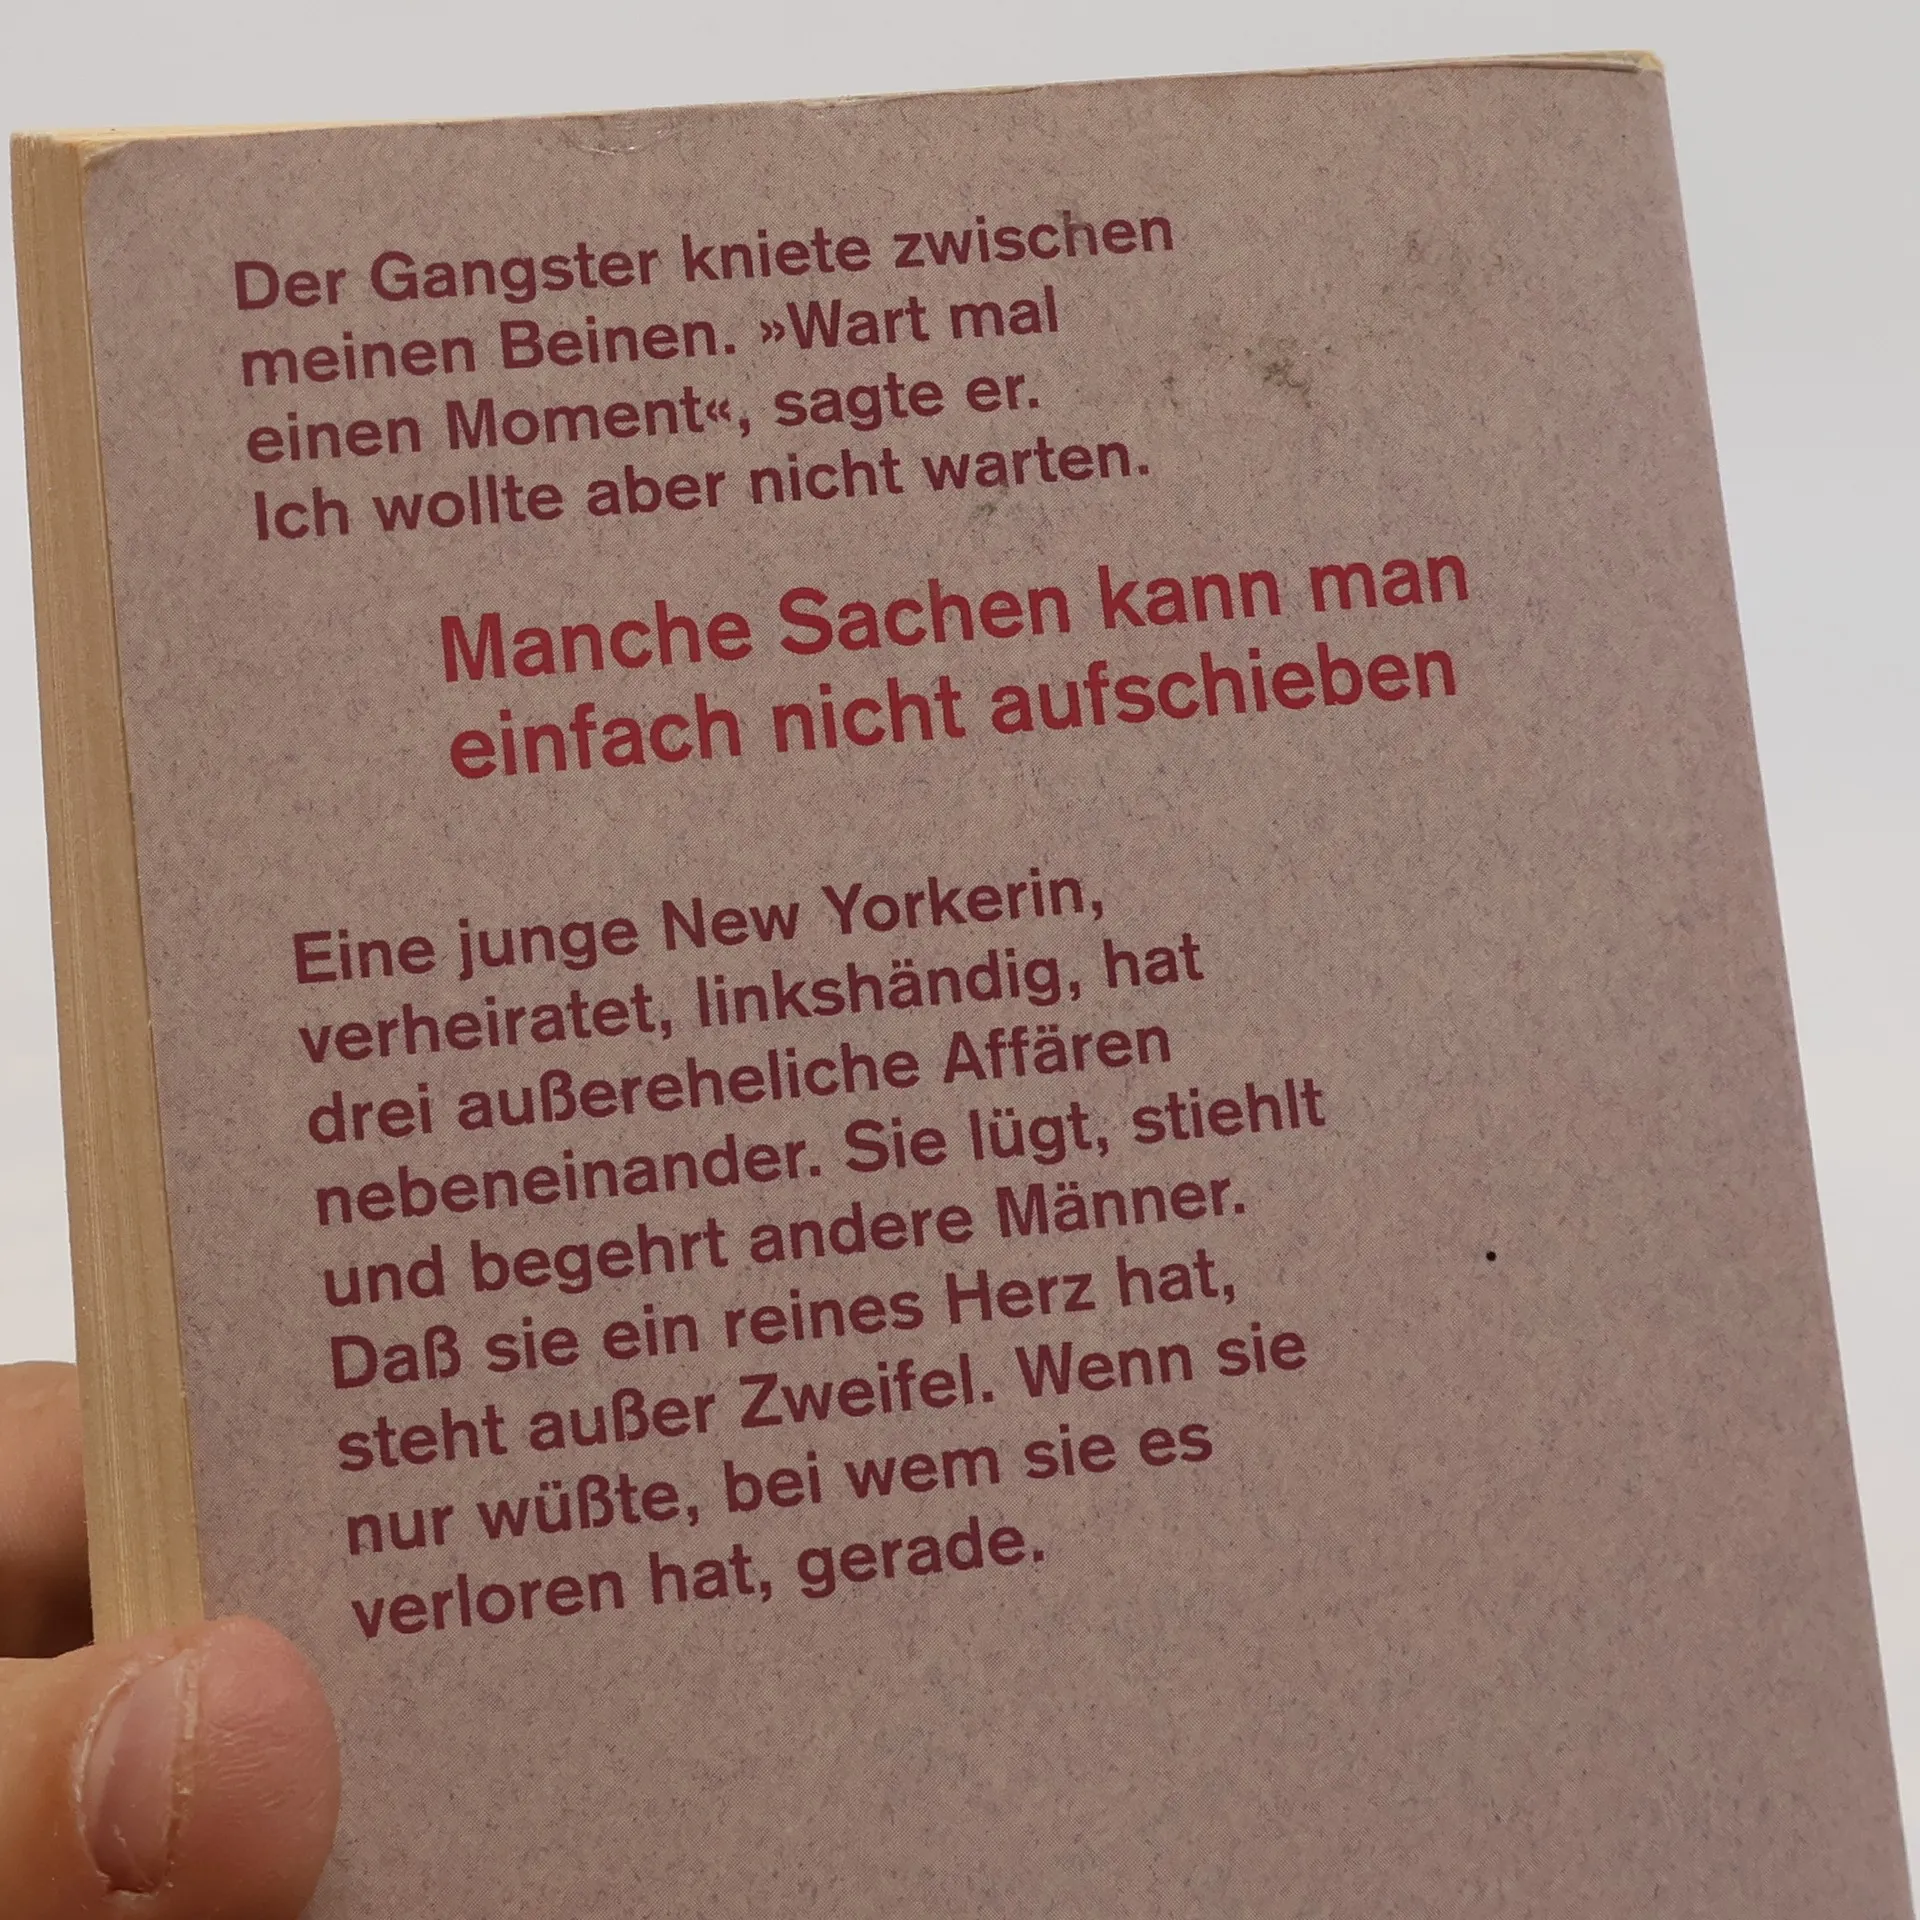 Der Gangster kniete zwischen
meinen Beinen. »Wart mal
einen Moment«, sagte er.
Ich wollte aber nicht warten.
Manche Sachen kann man
einfach nicht aufschieben
Eine junge New Yorkerin,
verheiratet, linkshändig, hat
drei außereheliche Affären
nebeneinander. Sie lügt, stiehlt
und begehrt andere Männer.
Daß sie ein reines Herz hat,
steht außer Zweifel. Wenn sie
nur wüßte, bei wem sie es
verloren hat, gerade.